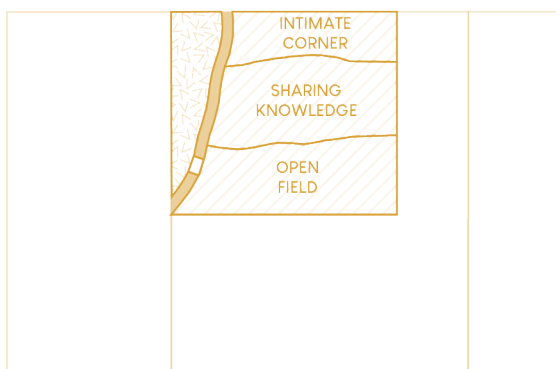 INTIMATE
CORNER
SHARING
KNOWLEDGE
OPEN
FIELD